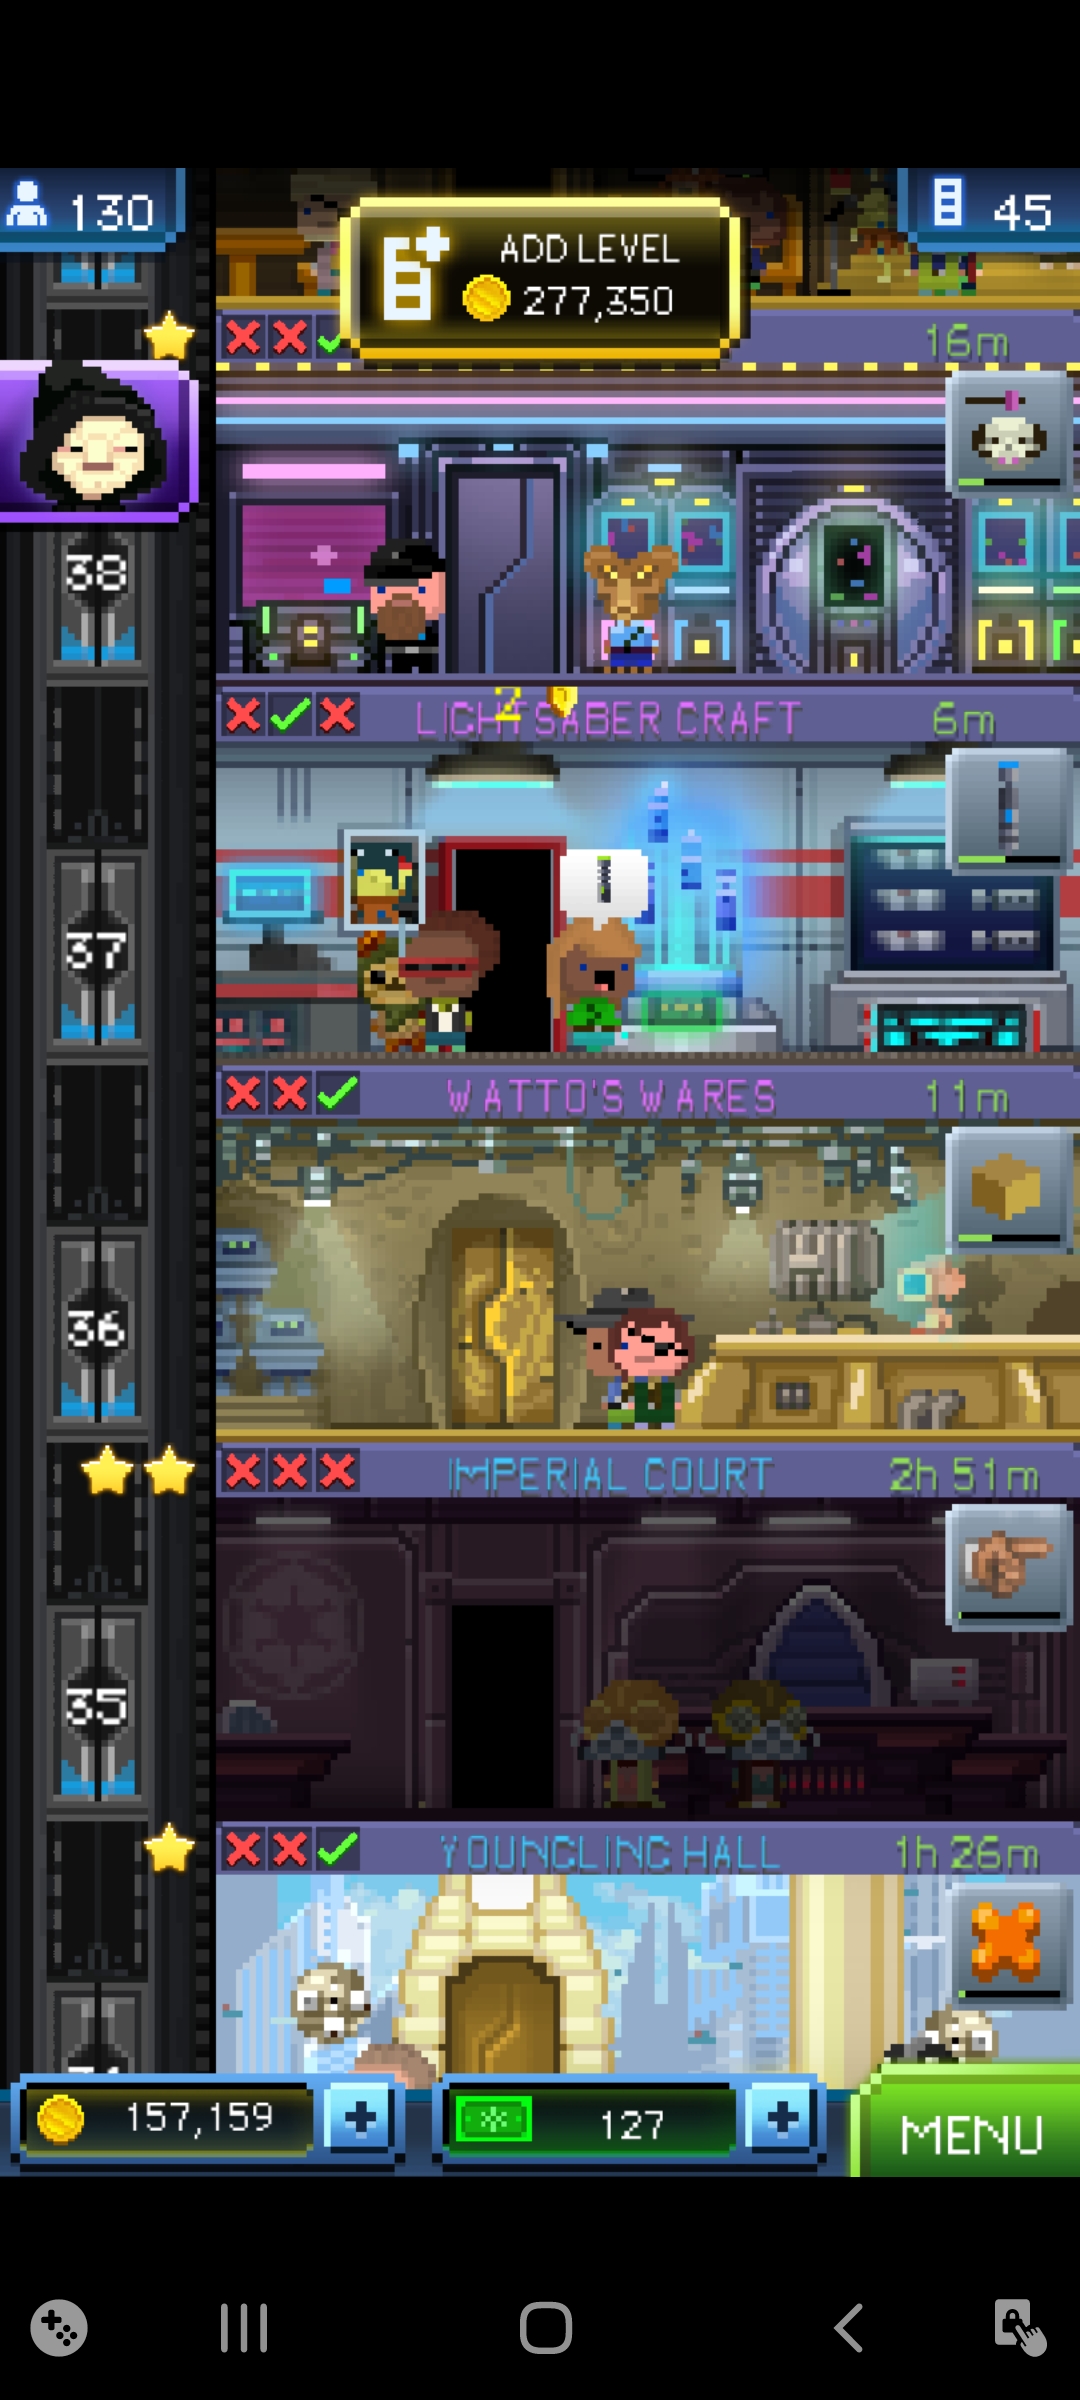 130
ADD LEVEL
277,350
45
16m
38
2
LIGHTSABER CRAFT
6m
37
WATTO'S WARES
11m
36
IMPERIAL COURT
2h 51m
35
YOUNGLING HALL
1h 26m
157,159
127
MENU